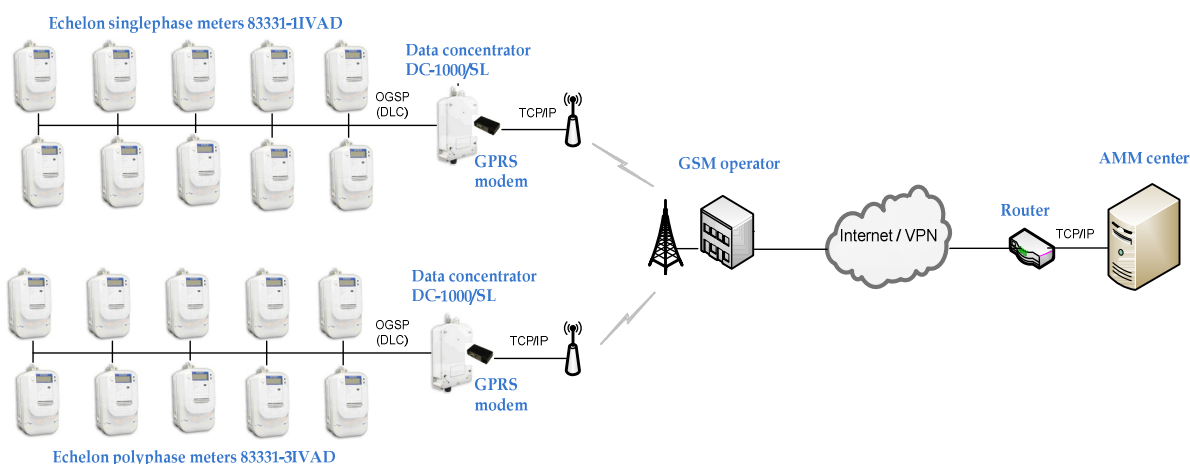 Echelon singlephase meters 83331-1IVAD
Data concentrator
DC-1000/SL
OGSP
(DLC)
TCP/IP
GPRS
modem
GSM operator
Internet / VPN
Router
TCP/IP
AMM center
Data concentrator
DC-1000/SL
OGSP
(DLC)
TCP/IP
GPRS
modem
Echelon polyphase meters 83331-3IVAD